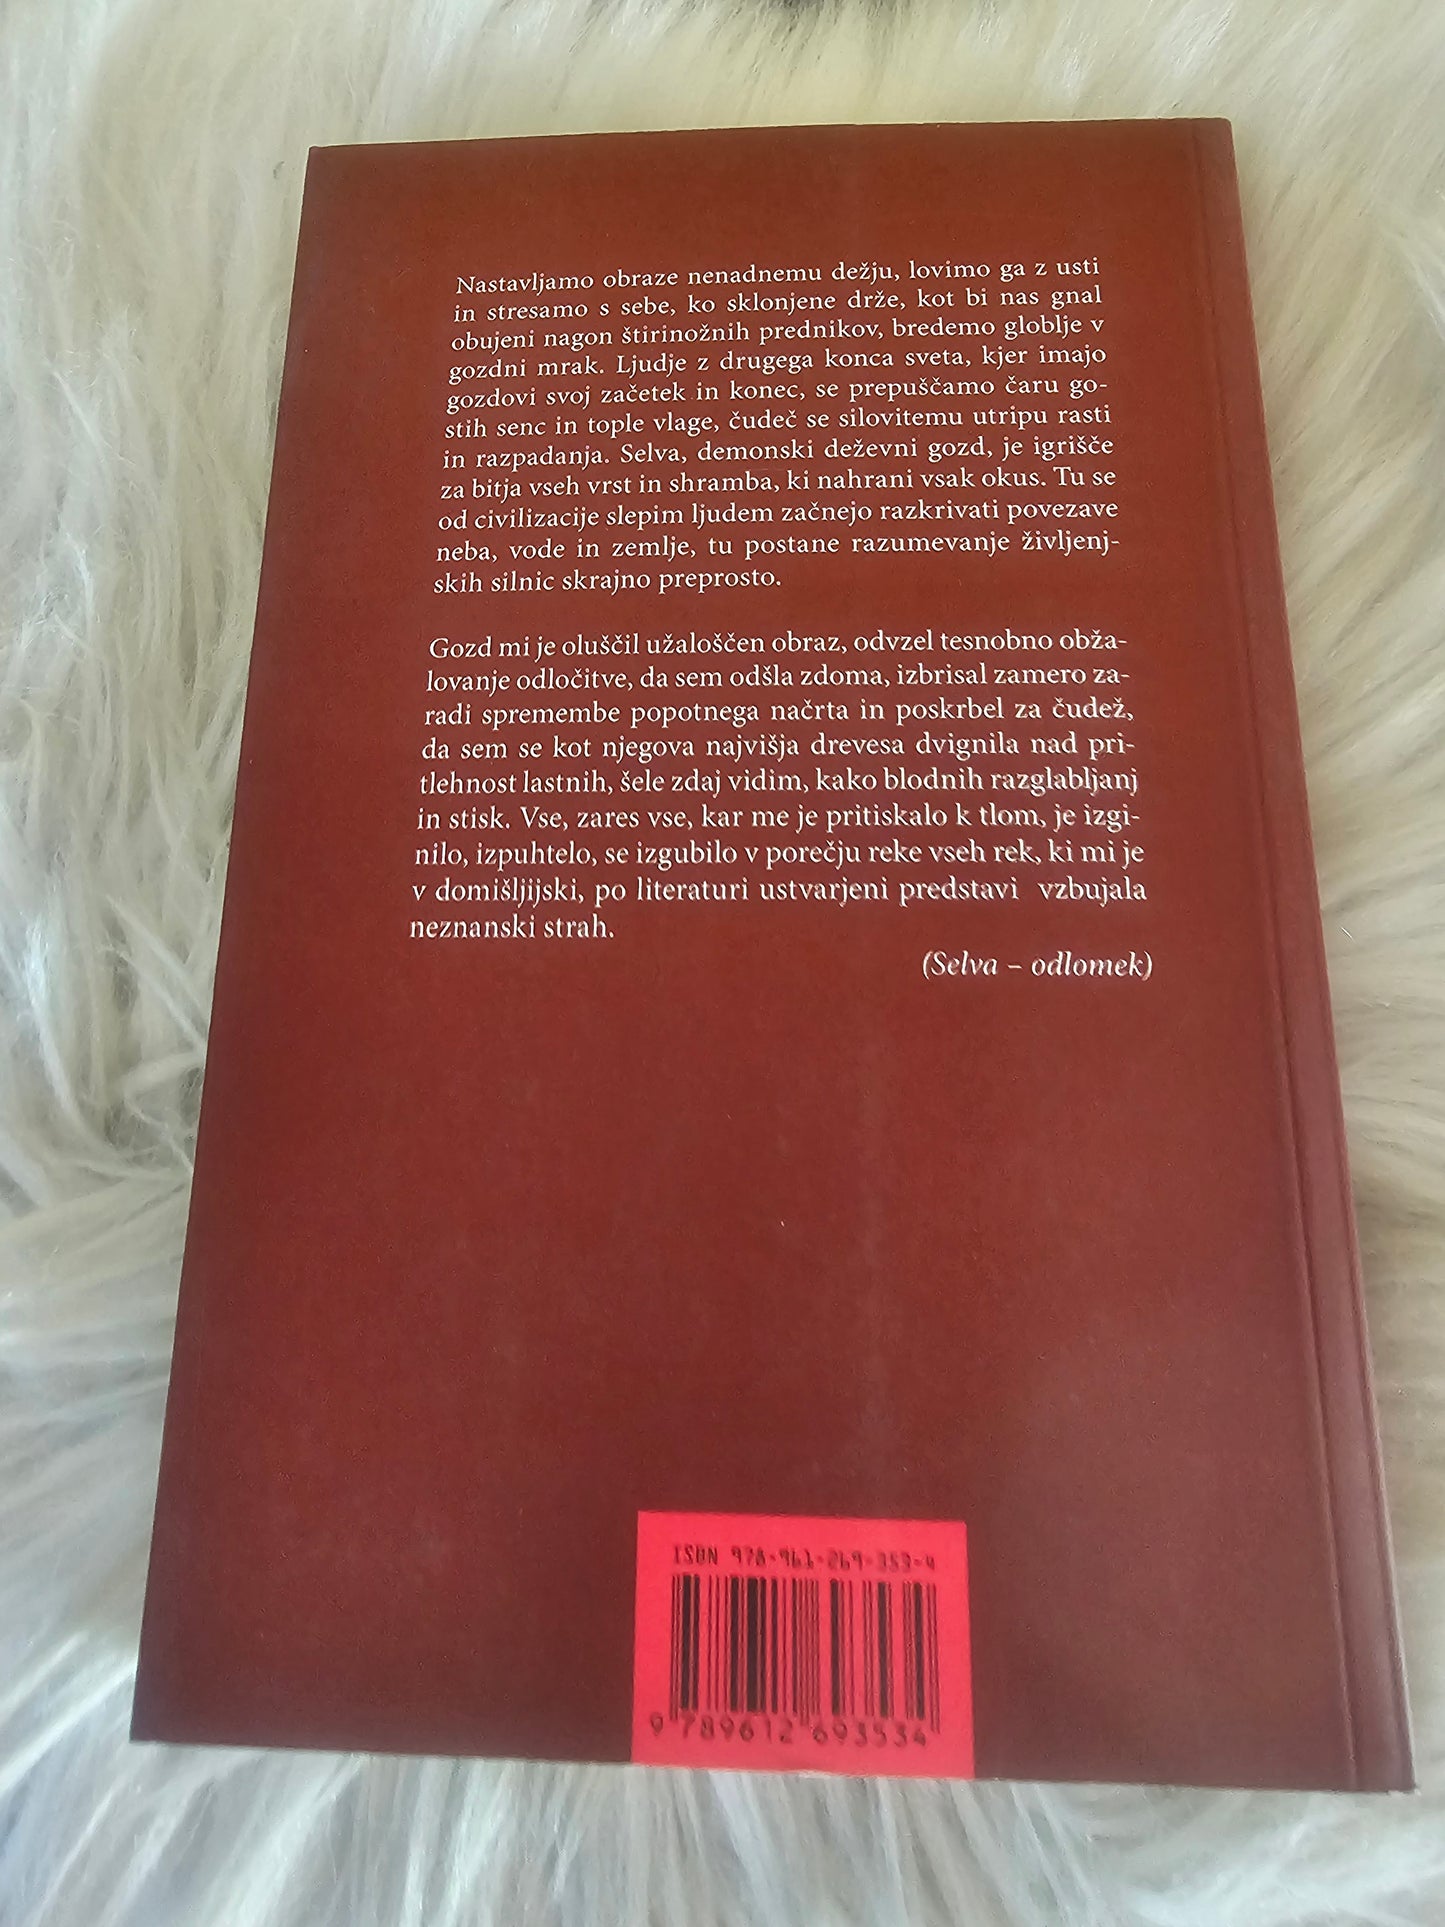 Nastavljamo obraze nenadnemu dežju, lovimo ga z usti
in stresamo s sebe, ko sklonjene drže, kot bi nas gnal
obujeni nagon štirinožnih prednikov, bredemo globlje v
gozdni mrak. Ljudje z drugega konca sveta, kjer imajo
gozdovi svoj začetek in konec, se prepuščamo čaru go-
stih senc in tople vlage, čudeč se silovitemu utripu rasti
in razpadanja. Selva, demonski deževni gozd, je igrišče
za bitja vseh vrst in shramba, ki nahrani vsak okus. Tu se
od civilizacije slepim ljudem začnejo razkrivati povezave
neba, vode in zemlje, tu postane razumevanje življenj-
skih silnic skrajno preprosto.
Gozd mi je oluščil užaloščen obraz, odvzel tesnobno obža-
lovanje odločitve, da sem odšla zdoma, izbrisal zamero za-
radi spremembe popotnega načrta in poskrbel za čudež,
da sem se kot njegova najvišja drevesa dvignila nad pri-
tlehnost lastnih, šele zdaj vidim, kako blodnih razglabljanj
in stisk. Vse, zares vse, kar me je pritiskalo k tlom, je izgi-
nilo, izpuhtelo, se izgubilo v porečju reke vseh rek, ki mi je
v domišljijski, po literaturi ustvarjeni predstavi vzbujala
neznanski strah.
(Selva – odlomek)
ISBN 978-961-269-353-4
9 789612 693534